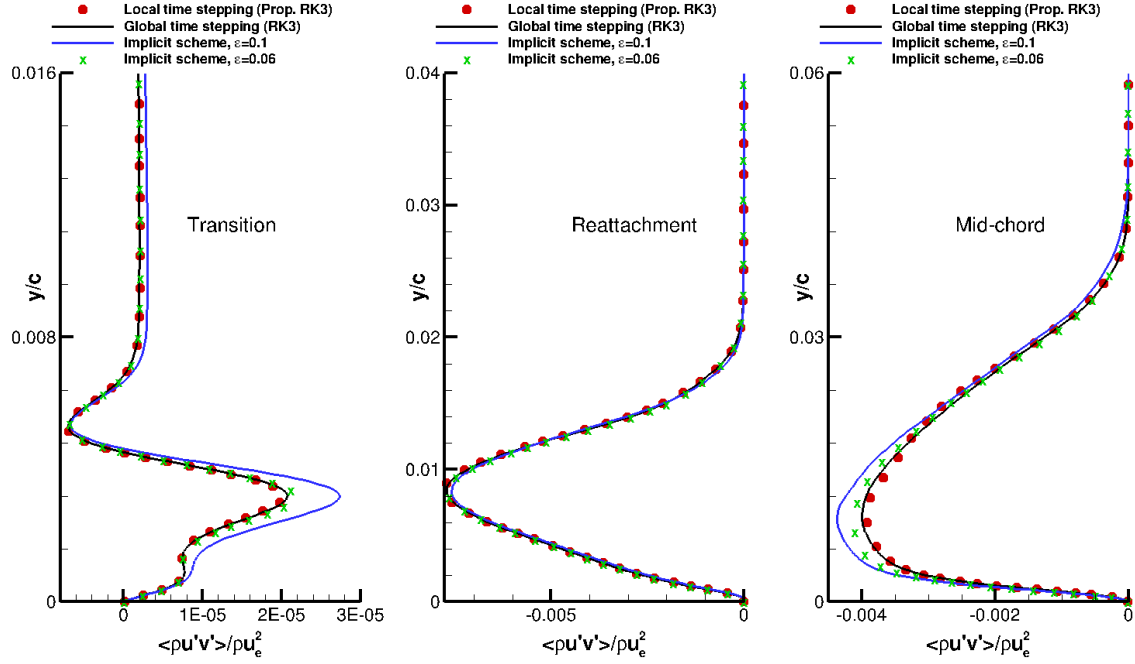 Local time stepping (Prop. RK3)
Global time stepping (RK3)
Implicit scheme, ε=0.1
Implicit scheme, ε=0.06
0.016
0.008
0
y/c
Transition
0 1E-05 2E-05 3E-05
<ρu'v'>/ρu_e^2
Local time stepping (Prop. RK3)
Global time stepping (RK3)
Implicit scheme, ε=0.1
Implicit scheme, ε=0.06
0.04
0.03
0.02
0.01
0
y/c
Reattachment
-0.005 0
<ρu'v'>/ρu_e^2
Local time stepping (Prop. RK3)
Global time stepping (RK3)
Implicit scheme, ε=0.1
Implicit scheme, ε=0.06
0.06
0.03
0
y/c
Mid-chord
-0.004 -0.002 0
<ρu'v'>/ρu_e^2